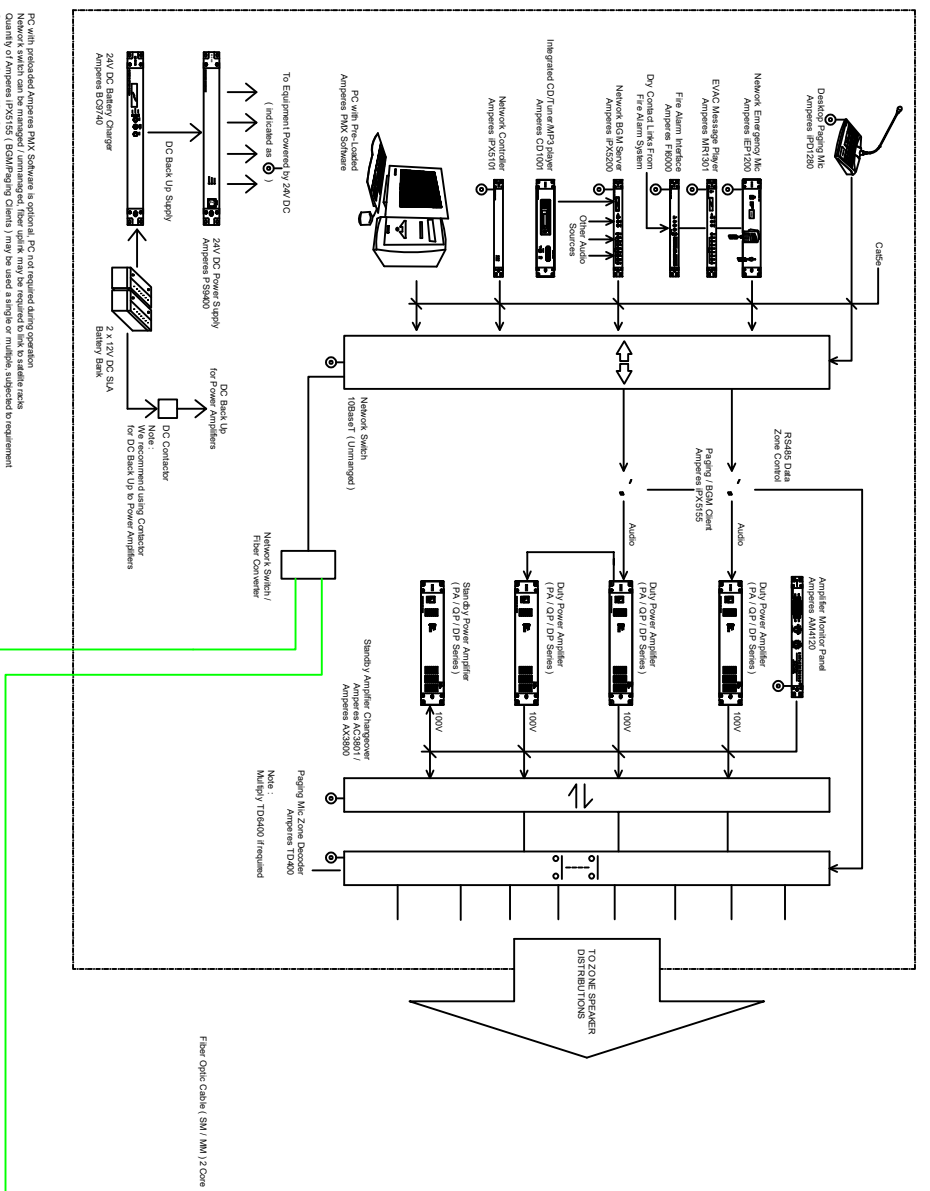 Desktop Paging Mic
Amperes iPD1280
Cat5e
Network Emergency Mic
Amperes iEP1200
EVAC Message Player
Amperes MR1301
Fire Alarm Interface
Amperes FI6000
Dry Contact Links From
Fire Alarm System
Network BGM Server
Amperes iPX5200
Other Audio
Sources
Integrated CD/Tuner/MP3 player
Amperes CD1001
Network Controller
Amperes iPX5101
PC with Pre-Loaded
Amperes PMX Software
To Equipment Powered by 24V DC
( indicated as
)
24V DC Power Supply
Amperes PS9400
DC Back Up Supply
24V DC Battery Charger
Amperes BC9740
2 x 12V DC SLA
Battery Bank
DC Back Up
for Power Amplifiers
DC Contactor
Note :
We recommend using Contactor
for DC Back Up to Power Amplifiers
Network Switch
10BaseT ( Unmanged )
Network Switch /
Fiber Converter
RS485 Data
Zone Control
Paging / BGM Client
Amperes iPX5155
Audio
Audio
Amplifier Monitor Panel
Amperes AM4120
Duty Power Amplifier
( PA / QP / DP Series )
Duty Power Amplifier
( PA / QP / DP Series )
Duty Power Amplifier
( PA / QP / DP Series )
Standby Power Amplifier
( PA / QP / DP Series )
100V
100V
100V
100V
Standby Amplifier Changeover
Amperes AC3801 /
Amperes AX3800
Paging Mic Zone Decoder
Amperes TD400
Note :
Multiply TD6400 if required
TO ZONE SPEAKER
DISTRIBUTIONS
Fiber Optic Cable ( SM / MM ) 2 Core
PC with preloaded Amperes PMX Software is optional, PC not required during operation
Network switch can be managed / unmanaged, fiber uplink may be required to link to satelite racks
Quantity of Amperes iPX5155 ( BGM/Paging Clients ) may be used a single or multiple, subjected to requirement